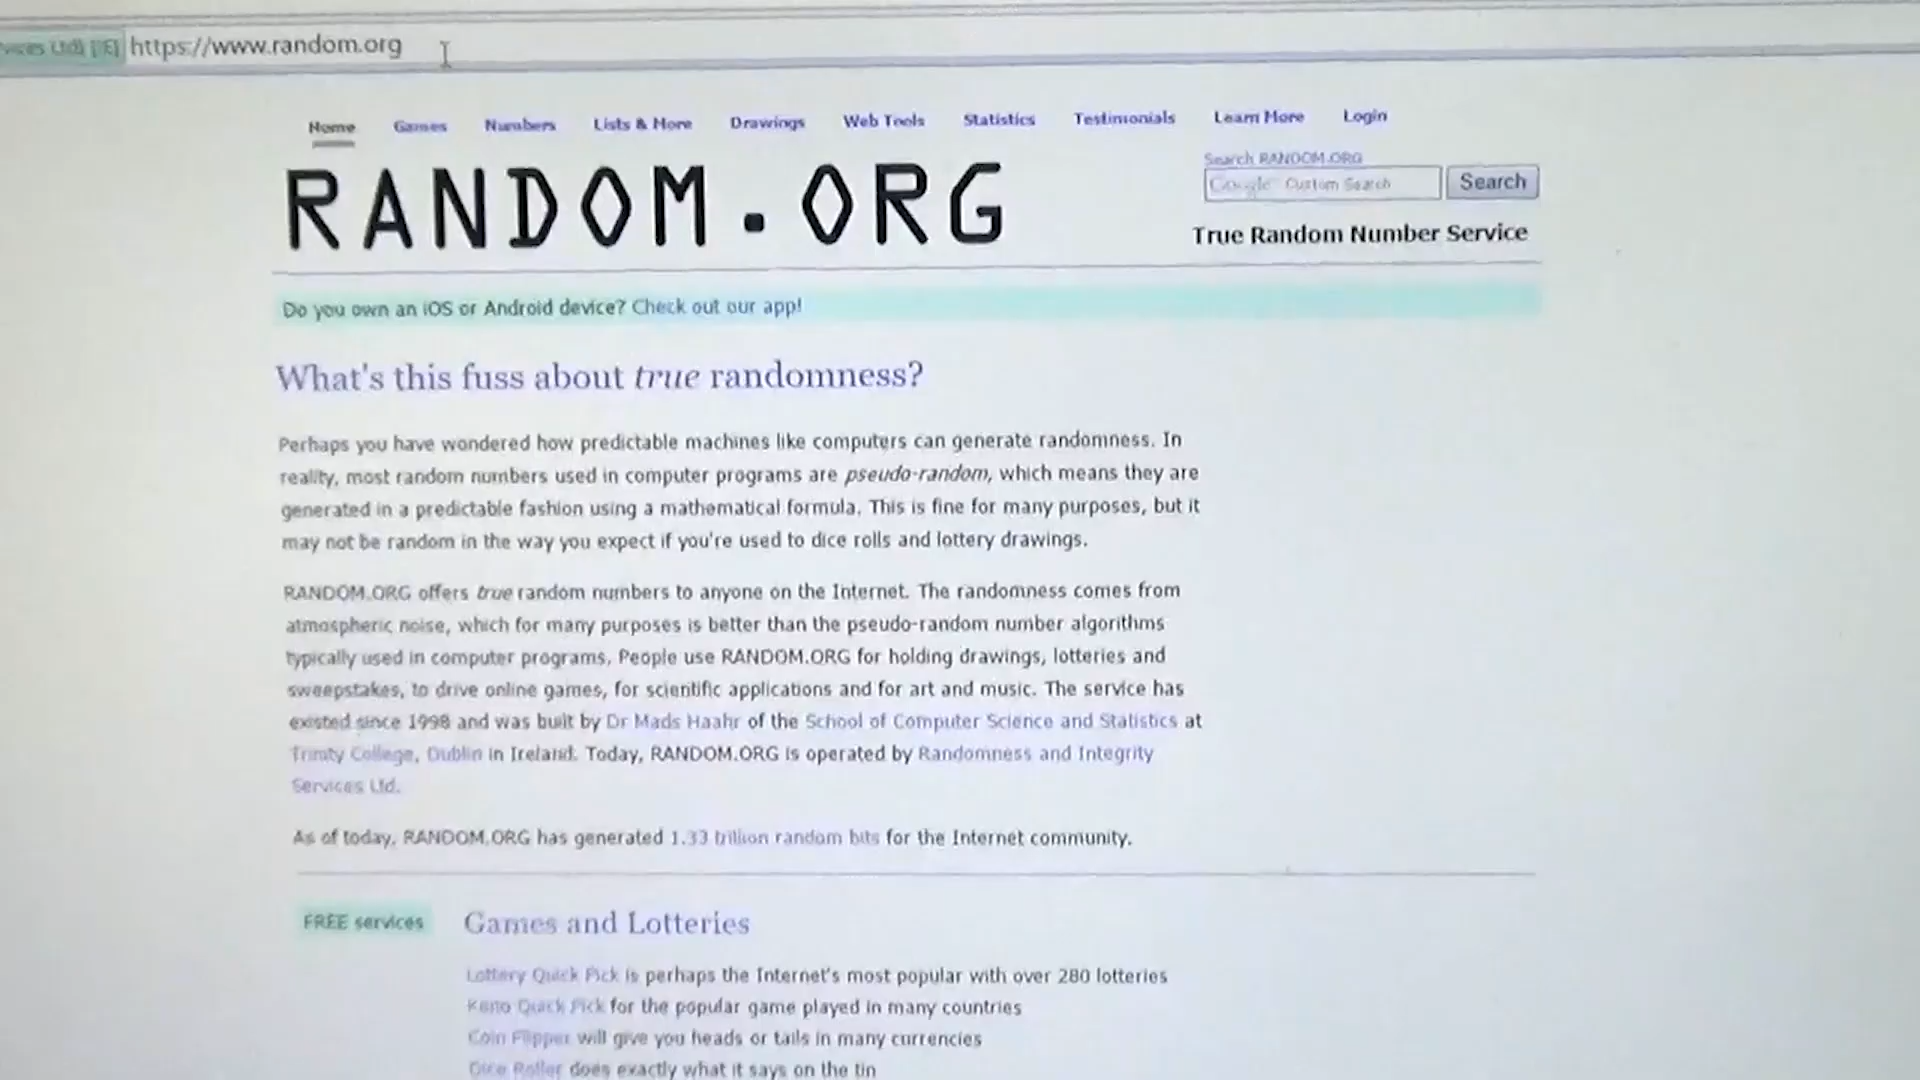 vices Ltd) [IE] https://www.random.org
Home Games Numbers Lists & More Drawings Web Tools Statistics Testimonials Learn More Login
RANDOM.ORG
Search RANDOM.ORG
Google Custom Search Search
True Random Number Service
Do you own an iOS or Android device? Check out our app!
What's this fuss about true randomness?
Perhaps you have wondered how predictable machines like computers can generate randomness. In
reality, most random numbers used in computer programs are pseudo-random, which means they are
generated in a predictable fashion using a mathematical formula. This is fine for many purposes, but it
may not be random in the way you expect if you're used to dice rolls and lottery drawings.
RANDOM.ORG offers true random numbers to anyone on the Internet. The randomness comes from
atmospheric noise, which for many purposes is better than the pseudo-random number algorithms
typically used in computer programs. People use RANDOM.ORG for holding drawings, lotteries and
sweepstakes, to drive online games, for scientific applications and for art and music. The service has
existed since 1998 and was built by Dr Mads Haahr of the School of Computer Science and Statistics at
Trinity College, Dublin in Ireland. Today, RANDOM.ORG is operated by Randomness and Integrity
Services Ltd.
As of today, RANDOM.ORG has generated 1.33 trillion random bits for the Internet community.
FREE services
Games and Lotteries
Lottery Quick Pick is perhaps the Internet's most popular with over 280 lotteries
Keno Quick Pick for the popular game played in many countries
Coin Flipper will give you heads or tails in many currencies
Dice Roller does exactly what it says on the tin